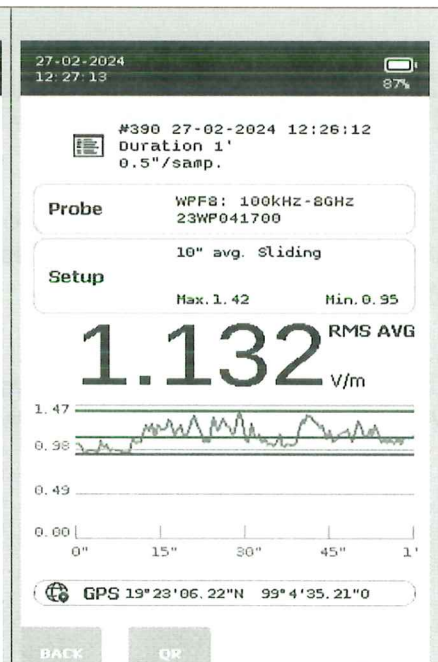 27-02-2024
12:27:13
87%
#390 27-02-2024 12:26:12
Duration 1'
0.5"/samp.
Probe
WPF8: 100kHz-8GHz
23WP041700
Setup
10" avg. Sliding
Max.1.42 Min.0.95
1.132 RMS AVG
V/m
1.47
0.98
0.49
0.00
0" 15" 30" 45" 1'
GPS 19°23'06.22"N 99°4'35.21"O
BACK QR